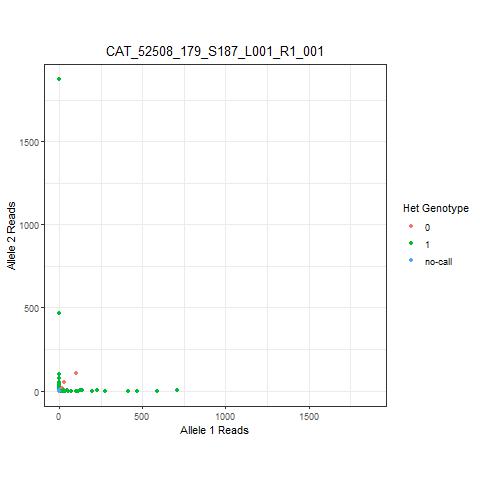 CAT_52508_179_S187_L001_R1_001
Allele 2 Reads
1500
1000
500
0
0 500 1000 1500
Allele 1 Reads
Het Genotype
0
1
no-call